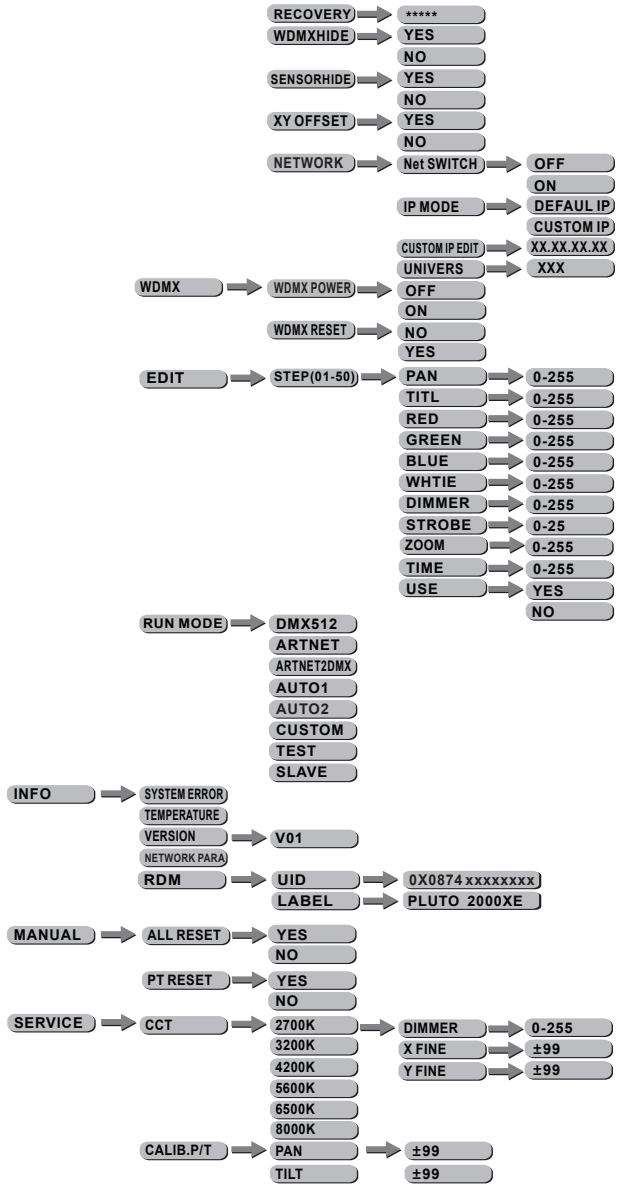 RECOVERY *****
WDMXHIDE YES
NO
SENSORHIDE YES
NO
XY OFFSET YES
NO
NETWORK Net SWITCH OFF
ON
IP MODE DEFAUL IP
CUSTOM IP
CUSTOM IP EDIT XX.XX.XX.XX
UNIVERS XXX
WDMX WDMX POWER OFF
ON
WDMX RESET NO
YES
EDIT STEP(01-50) PAN 0-255
TITL 0-255
RED 0-255
GREEN 0-255
BLUE 0-255
WHTIE 0-255
DIMMER 0-255
STROBE 0-25
ZOOM 0-255
TIME 0-255
USE YES
NO
RUN MODE DMX512
ARTNET
ARTNET2DMX
AUTO1
AUTO2
CUSTOM
TEST
SLAVE
INFO SYSTEM ERROR
TEMPERATURE
VERSION V01
NETWORK PARA
RDM UID 0X0874 xxxxxxxx
LABEL PLUTO 2000XE
MANUAL ALL RESET YES
NO
PT RESET YES
NO
SERVICE CCT 2700K DIMMER 0-255
3200K X FINE ±99
4200K Y FINE ±99
5600K
6500K
8000K
CALIB.P/T PAN ±99
TILT ±99